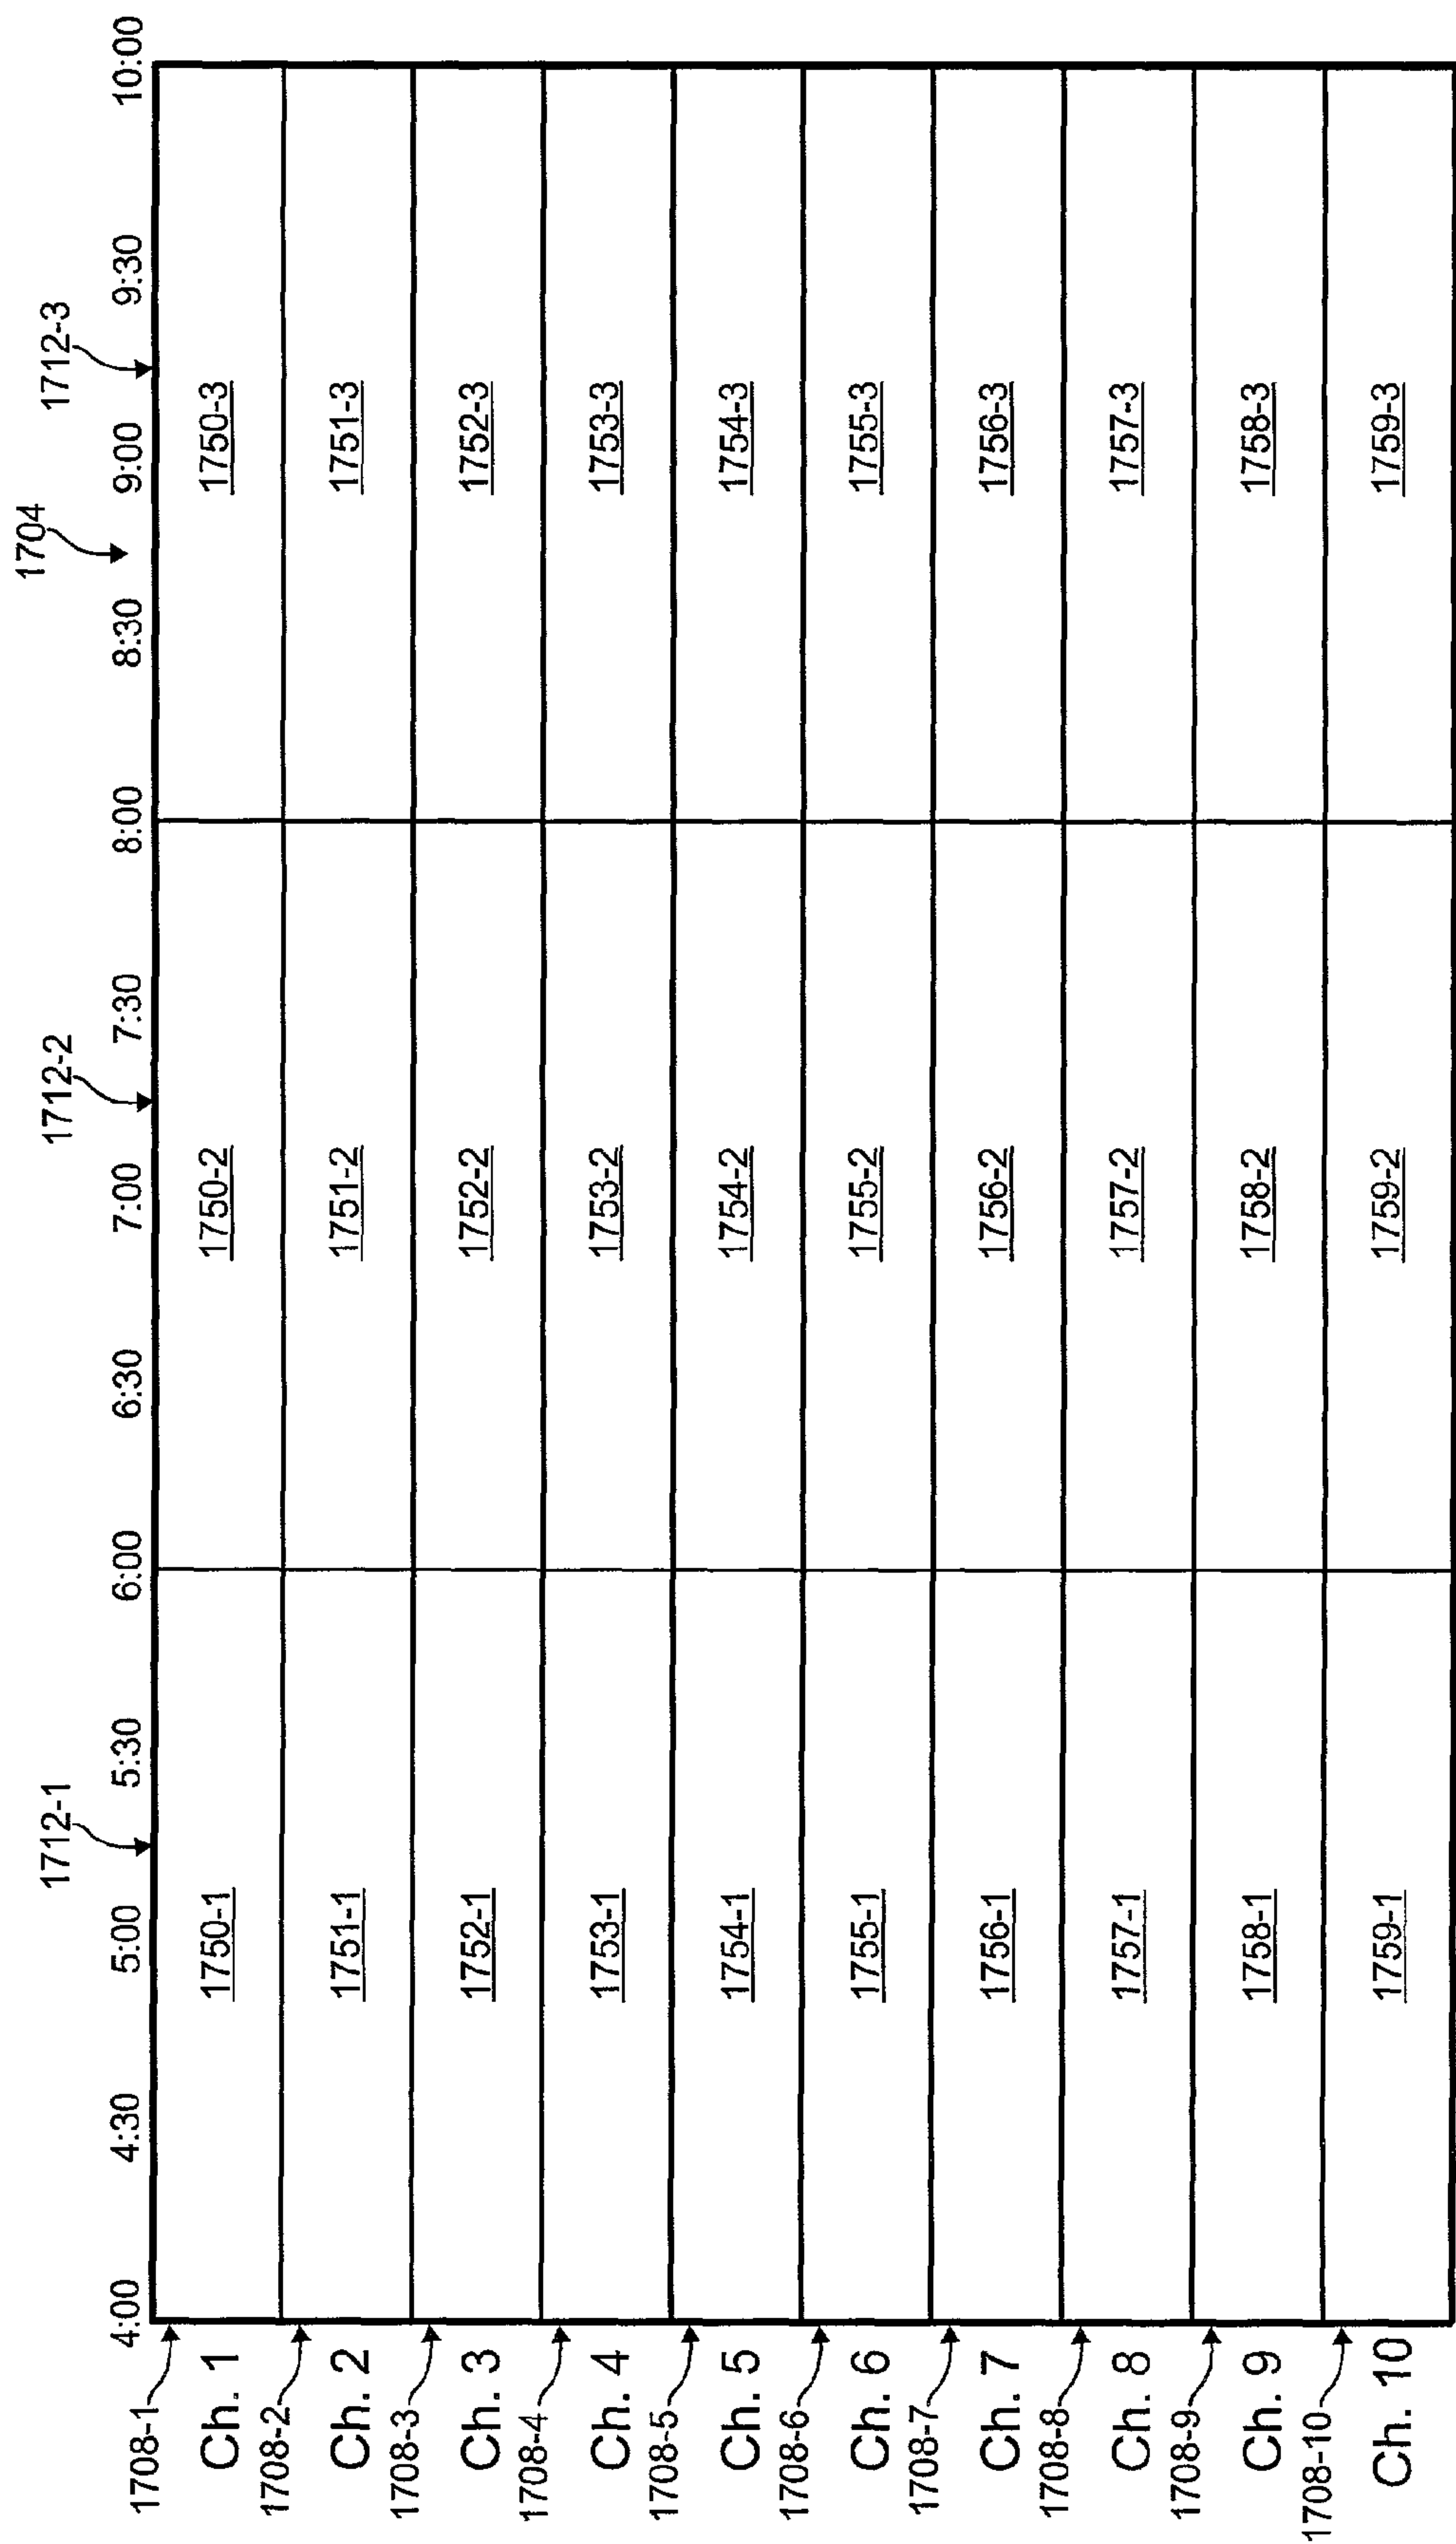 1704
1712-1 1712-2 1712-3
4:00 4:30 5:00 5:30 6:00 6:30 7:00 7:30 8:00 8:30 9:00 9:30 10:00
1708-1
Ch. 1 1750-1 1750-2 1750-3
1708-2
Ch. 2 1751-1 1751-2 1751-3
1708-3
Ch. 3 1752-1 1752-2 1752-3
1708-4
Ch. 4 1753-1 1753-2 1753-3
1708-5
Ch. 5 1754-1 1754-2 1754-3
1708-6
Ch. 6 1755-1 1755-2 1755-3
1708-7
Ch. 7 1756-1 1756-2 1756-3
1708-8
Ch. 8 1757-1 1757-2 1757-3
1708-9
Ch. 9 1758-1 1758-2 1758-3
1708-10
Ch. 10 1759-1 1759-2 1759-3